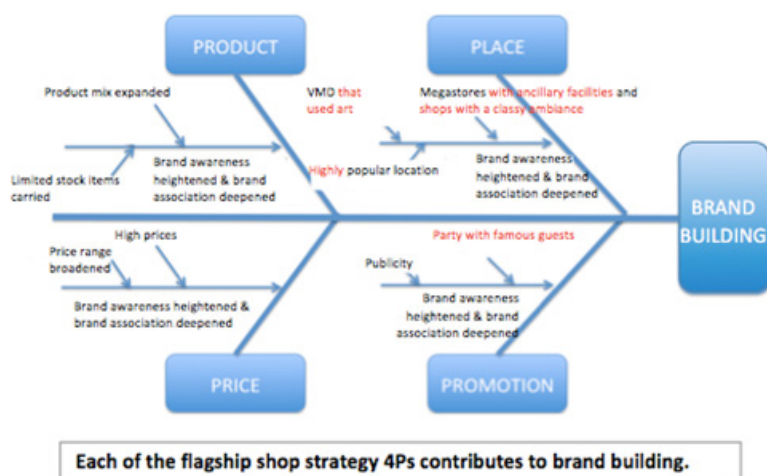 PRODUCT
PLACE
Product mix expanded
VMD that
used art
Megastores with ancillary facilities and
shops with a classy ambiance
Limited stock items
carried
Brand awareness
heightened & brand
association deepened
Highly popular location
Brand awareness
heightened & brand
association deepened
BRAND
BUILDING
High prices
Price range
broadened
Party with famous guests
Publicity
Brand awareness heightened &
brand association deepened
Brand awareness
heightened & brand
association deepened
PRICE
PROMOTION
Each of the flagship shop strategy 4Ps contributes to brand building.